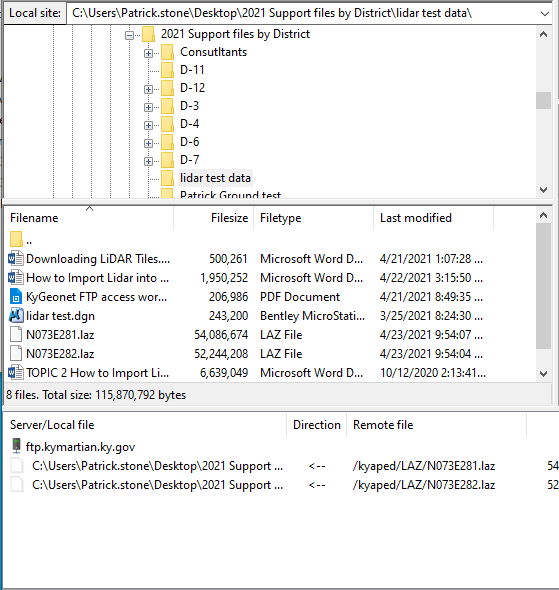 Local site: C:\Users\Patrick.stone\Desktop\2021 Support files by District\lidar test data\
2021 Support files by District
Consutltants
D-11
D-12
D-3
D-4
D-6
D-7
lidar test data
Patrick Ground test
Filename Filesize Filetype Last modified
..
Downloading LiDAR Tiles.... 500,261 Microsoft Word D... 4/21/2021 1:07:28 ...
How to Import Lidar into ... 1,950,252 Microsoft Word D... 4/22/2021 3:15:50 ...
KyGeonet FTP access wor... 206,986 PDF Document 4/21/2021 8:49:35 ...
lidar test.dgn 243,200 Bentley MicroStati... 3/25/2021 8:24:30 ...
N073E281.laz 54,086,674 LAZ File 4/23/2021 9:54:07 ...
N073E282.laz 52,244,208 LAZ File 4/23/2021 9:54:04 ...
TOPIC 2 How to Import Li... 6,639,049 Microsoft Word D... 10/12/2020 2:13:41...
8 files. Total size: 115,870,792 bytes
Server/Local file Direction Remote file
ftp.kymartian.ky.gov
C:\Users\Patrick.stone\Desktop\2021 Support ... <-- /kyaped/LAZ/N073E281.laz 54
C:\Users\Patrick.stone\Desktop\2021 Support ... <-- /kyaped/LAZ/N073E282.laz 52